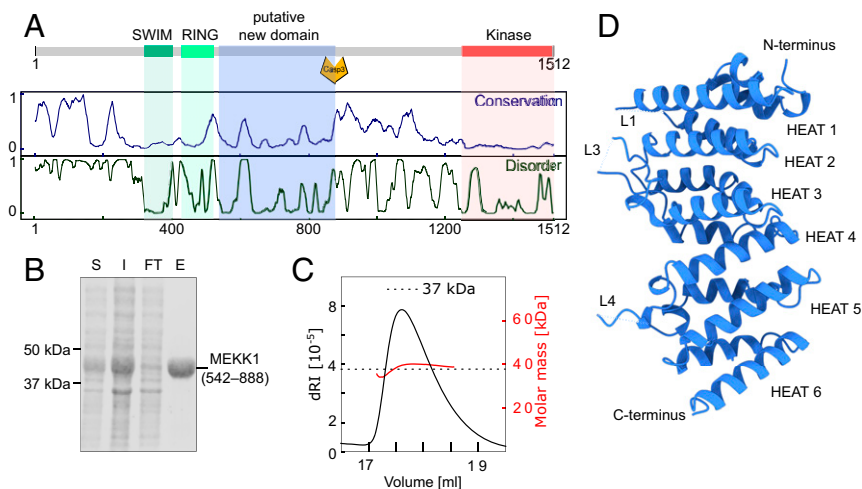 A
SWIM RING putative new domain Kinase
Casp3
1 1512
1 Conservation
0
1 Disorder
0
1 400 800 1200 1512
B
S I FT E
50 kDa
37 kDa
MEKK1
(542–888)
C
37 kDa
8
6
4
2
0
dRI [10-5]
60
40
20
Molar mass [kDa]
17 19
Volume [ml]
D
N-terminus
L1
HEAT 1
L3
HEAT 2
HEAT 3
HEAT 4
L4
HEAT 5
HEAT 6
C-terminus